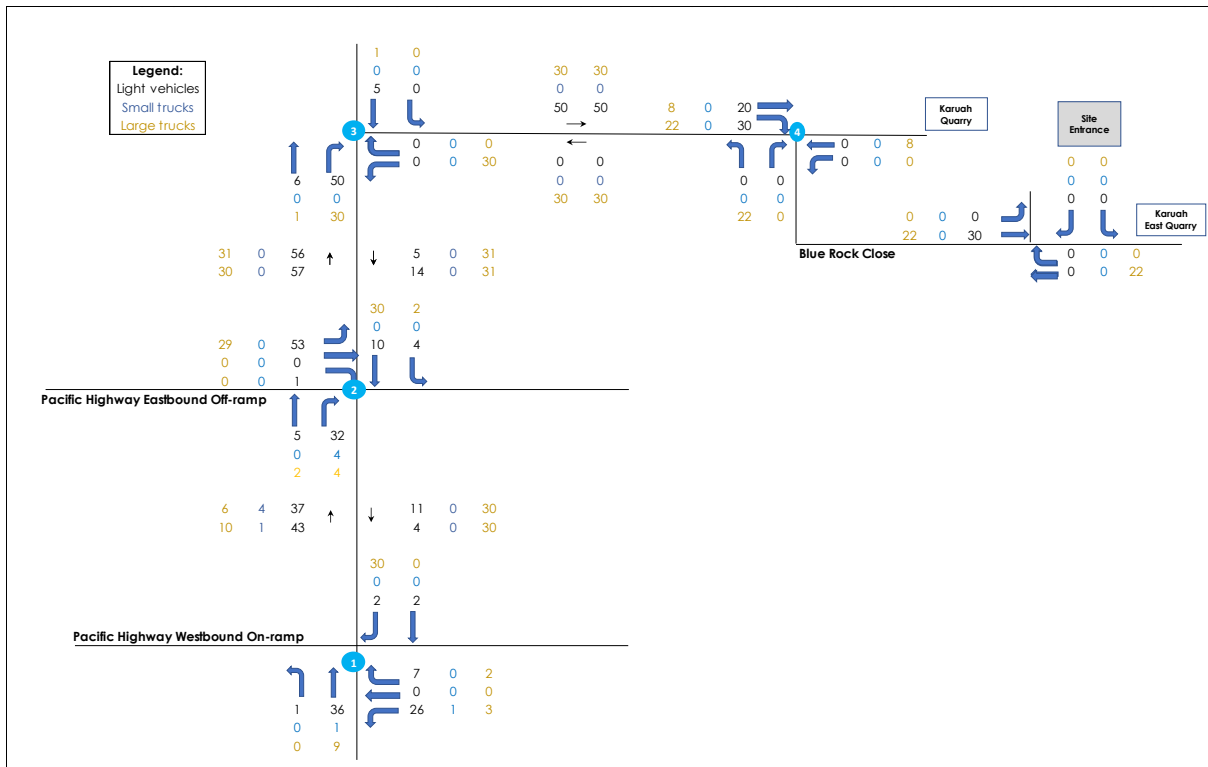 1 0
Legend: 0 0 30 30
Light vehicles 5 0 0 0
Small trucks 50 50 8 0 20 Karuah Quarry Site Entrance
Large trucks 22 0 30
3 4
0 0 0 0 0 8
0 0 30 0 0 0 0 0 0 0
6 50 0 0 0 0 0 0
0 0 30 30 22 0 0 0
1 30 0 0 0 Karuah East Quarry
22 0 30
31 0 56 5 0 31 Blue Rock Close 0 0 0
30 0 57 14 0 31 0 0 22
30 2
0 0
29 0 53 10 4
0 0 0
0 0 1
2
Pacific Highway Eastbound Off-ramp
5 32
0 4
2 4
6 4 37 11 0 30
10 1 43 4 0 30
30 0
0 0
2 2
Pacific Highway Westbound On-ramp
1
7 0 2
0 0 0
1 36 26 1 3
0 1
0 9